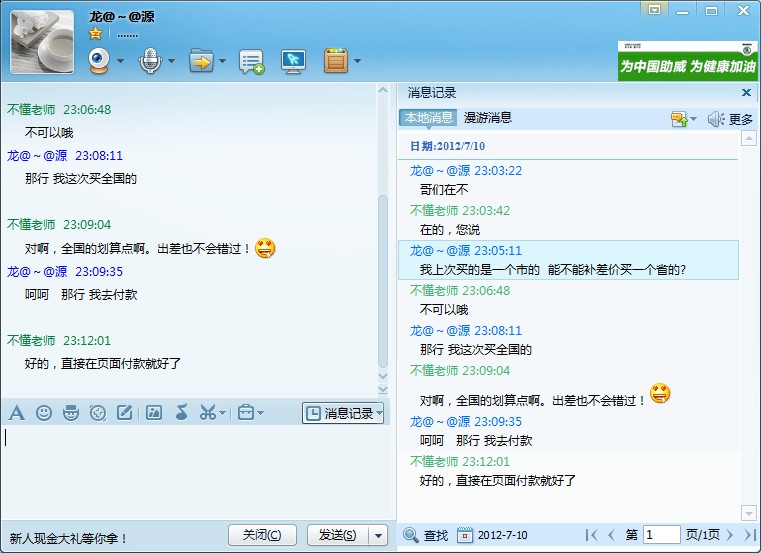 龙@～@源
.......
为中国助威 为健康加油
不懂老师 23:06:48
不可以哦
龙@～@源 23:08:11
那行 我这次买全国的
不懂老师 23:09:04
对啊，全国的划算点啊。出差也不会错过！
龙@～@源 23:09:35
呵呵 那行 我去付款
不懂老师 23:12:01
好的，直接在页面付款就好了
消息记录
新人现金大礼等你拿！
关闭(C)
发送(S)
消息记录
本地消息 漫游消息
更多
日期:2012/7/10
龙@～@源 23:03:22
哥们在不
不懂老师 23:03:42
在的，您说
龙@～@源 23:05:11
我上次买的是一个市的 能不能补差价买一个省的?
不懂老师 23:06:48
不可以哦
龙@～@源 23:08:11
那行 我这次买全国的
不懂老师 23:09:04
对啊，全国的划算点啊。出差也不会错过！
龙@～@源 23:09:35
呵呵 那行 我去付款
不懂老师 23:12:01
好的，直接在页面付款就好了
查找 2012-7-10 第 1 页/1页